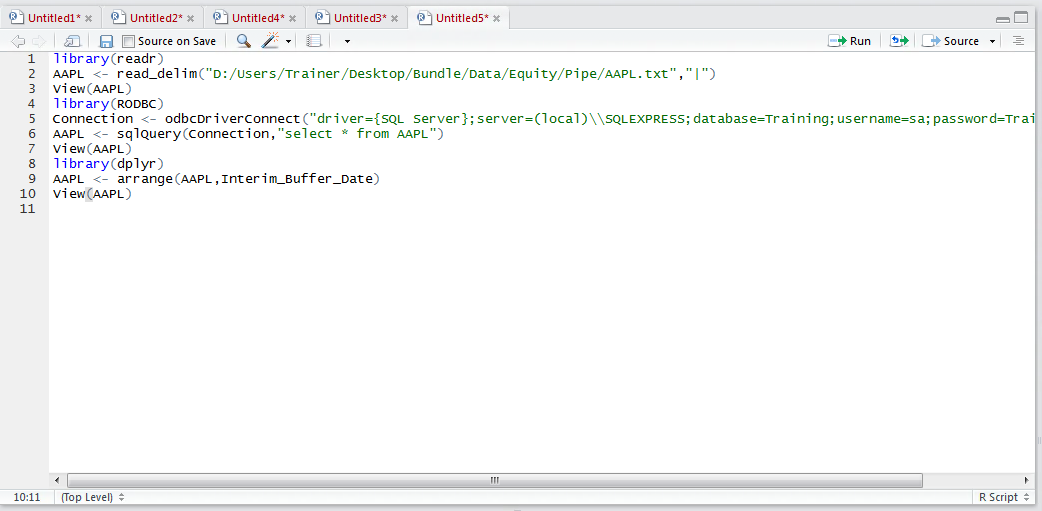 Untitled1* Untitled2* Untitled4* Untitled3* Untitled5*
Source on Save Run Source
1 library(readr)
2 AAPL <- read_delim("D:/Users/Trainer/Desktop/Bundle/Data/Equity/Pipe/AAPL.txt","|")
3 View(AAPL)
4 library(RODBC)
5 Connection <- odbcDriverConnect("driver={SQL Server};server=(local)\\SQLEXPRESS;database=Training;username=sa;password=Trai
6 AAPL <- sqlQuery(Connection,"select * from AAPL")
7 View(AAPL)
8 library(dplyr)
9 AAPL <- arrange(AAPL,Interim_Buffer_Date)
10 View(AAPL)
11
10:11 (Top Level) R Script